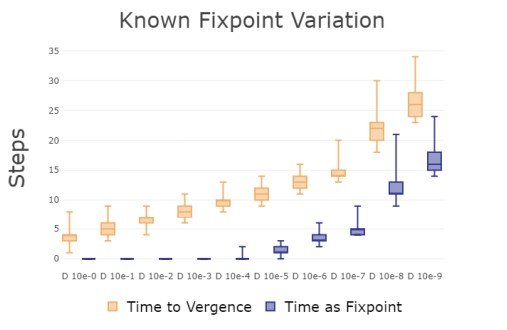 Known Fixpoint Variation
Steps
35
30
25
20
15
10
5
0
D 10e-0 D 10e-1 D 10e-2 D 10e-3 D 10e-4 D 10e-5 D 10e-6 D 10e-7 D 10e-8 D 10e-9
Time to Vergence Time as Fixpoint